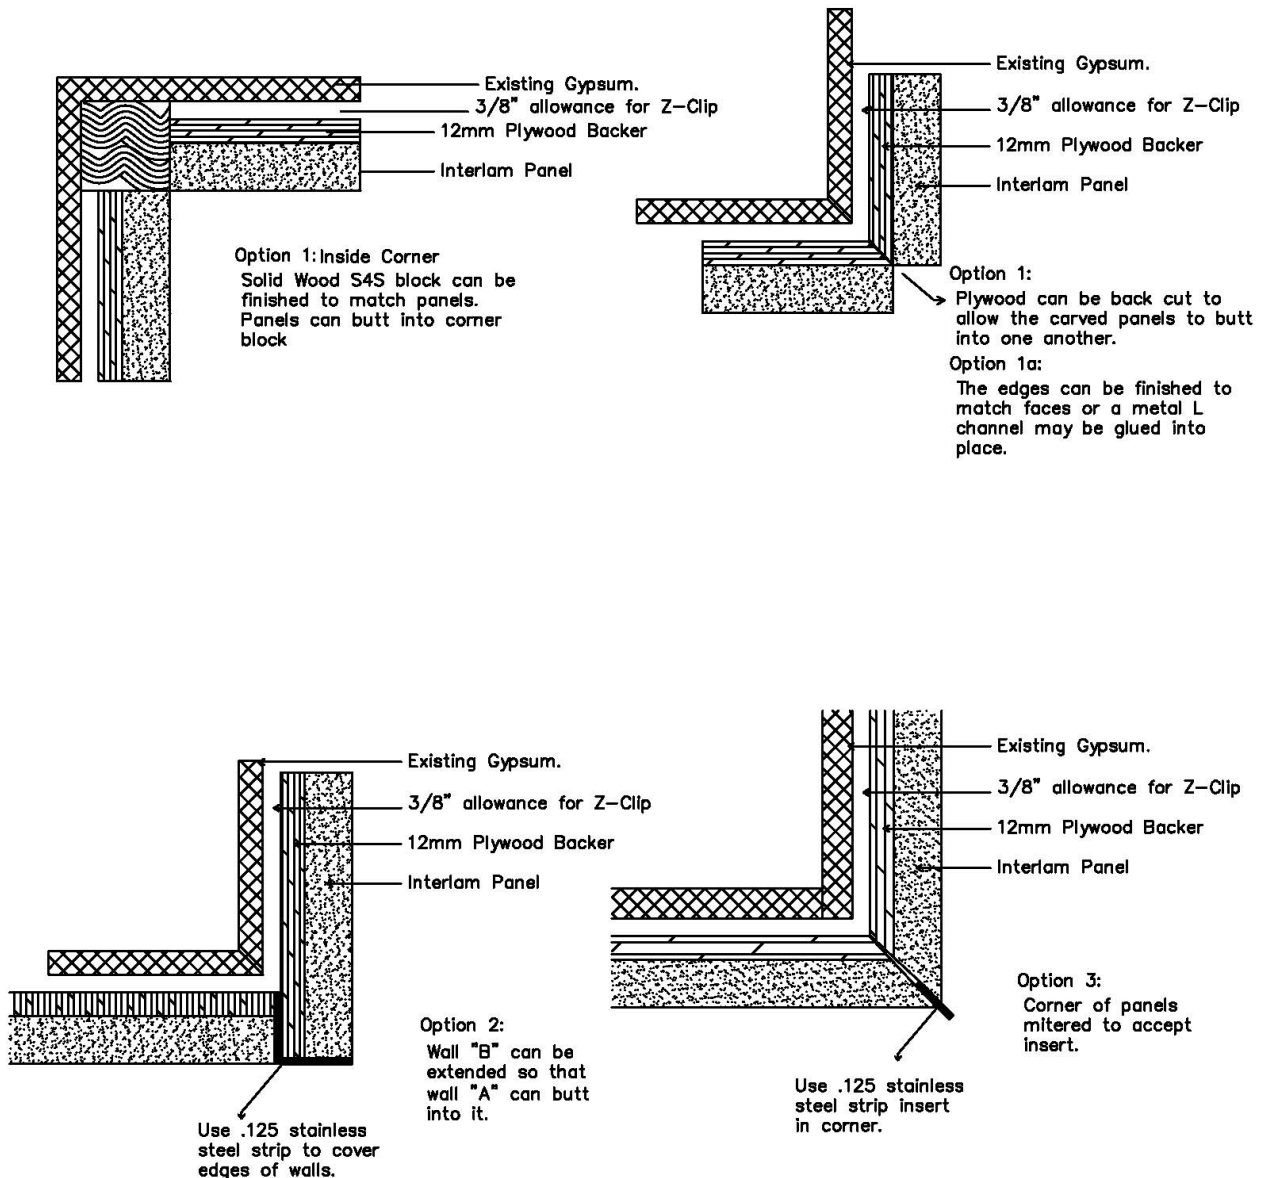 Existing Gypsum.
3/8" allowance for Z-Clip
12mm Plywood Backer
Interlam Panel
Option 1: Inside Corner
Solid Wood S4S block can be
finished to match panels.
Panels can butt into corner
block
Existing Gypsum.
3/8" allowance for Z-Clip
12mm Plywood Backer
Interlam Panel
Option 1:
Plywood can be back cut to
allow the carved panels to butt
into one another.
Option 1a:
The edges can be finished to
match faces or a metal L
channel may be glued into
place.
Existing Gypsum.
3/8" allowance for Z-Clip
12mm Plywood Backer
Interlam Panel
Option 2:
Wall "B" can be
extended so that
wall "A" can butt
into it.
Use .125 stainless
steel strip to cover
edges of walls.
Existing Gypsum.
3/8" allowance for Z-Clip
12mm Plywood Backer
Interlam Panel
Option 3:
Corner of panels
mitered to accept
insert.
Use .125 stainless
steel strip insert
in corner.